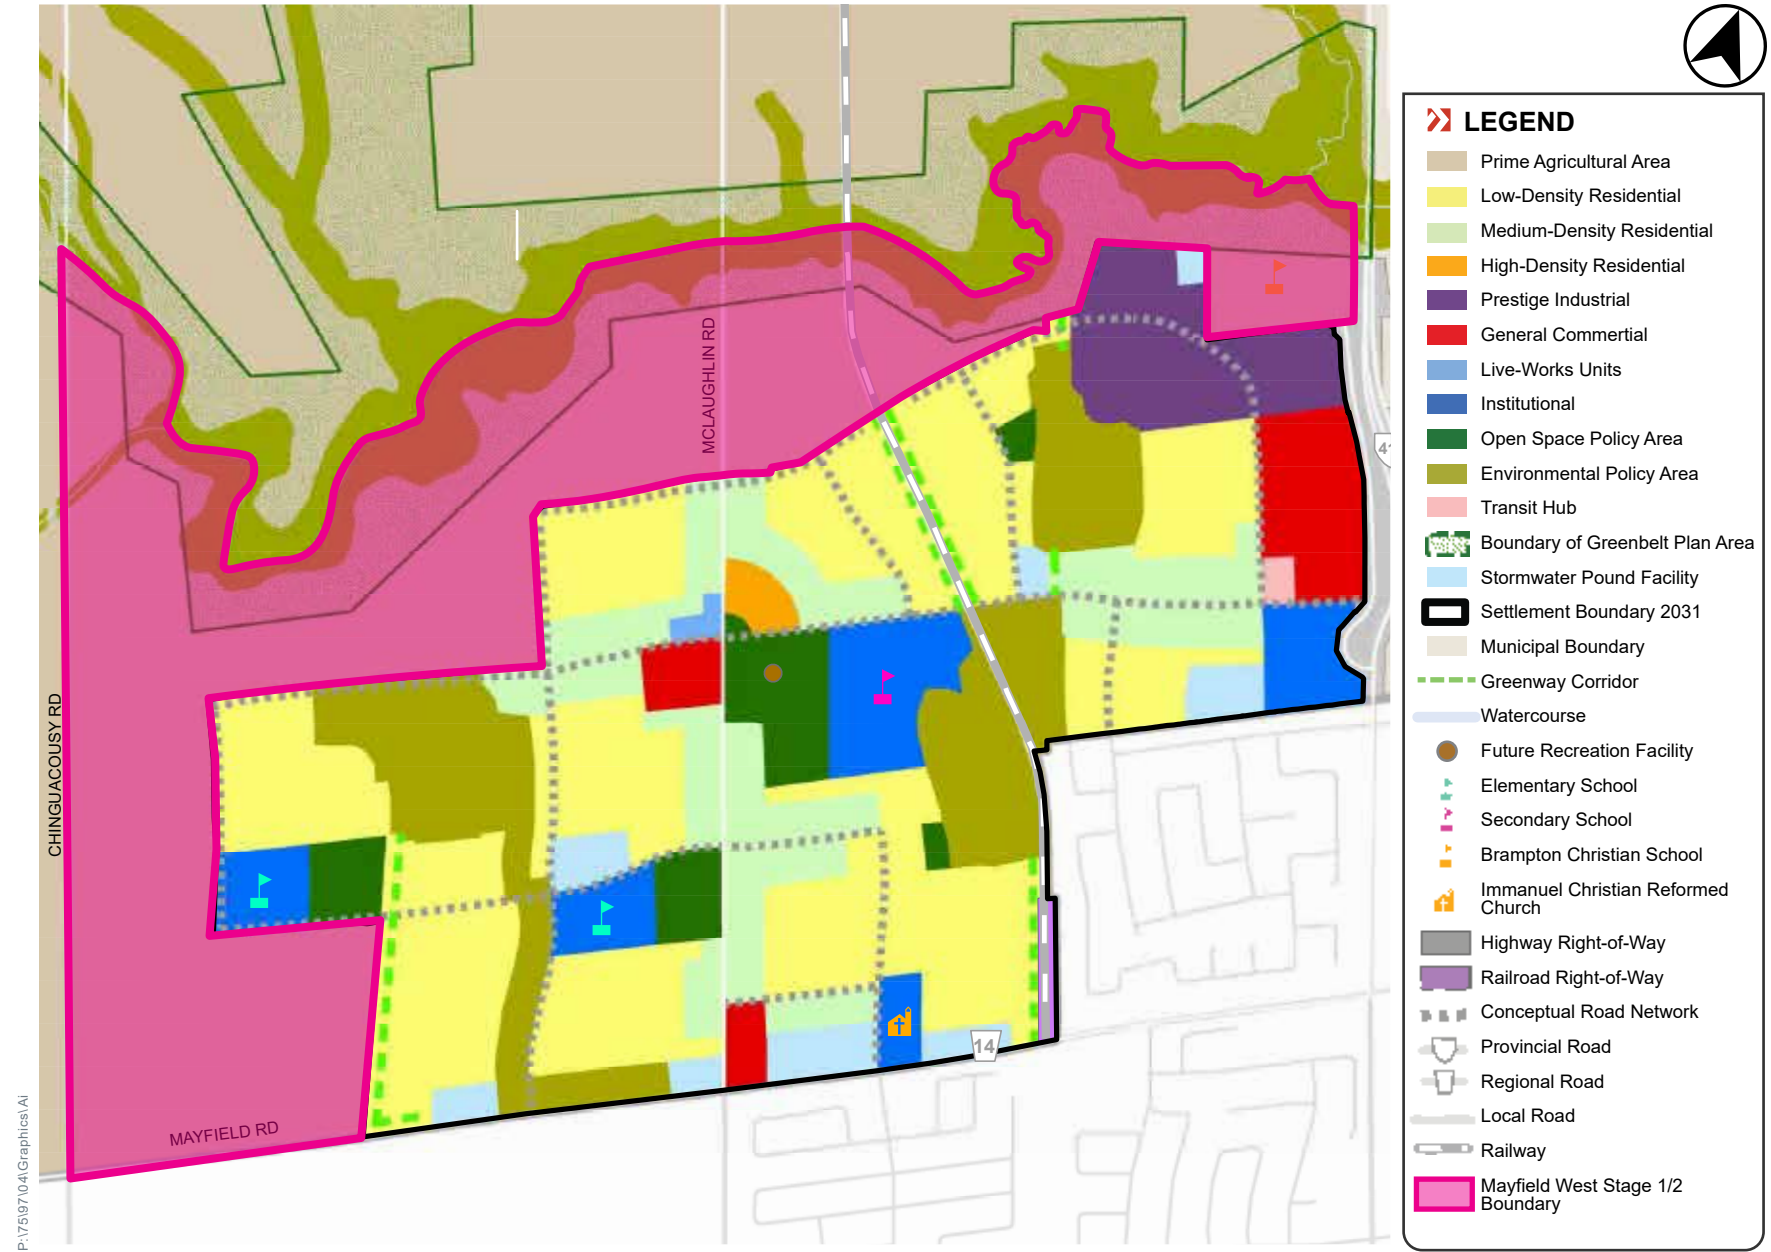 LEGEND
Prime Agricultural Area
Low-Density Residential
Medium-Density Residential
High-Density Residential
Prestige Industrial
General Commertial
Live-Works Units
Institutional
Open Space Policy Area
Environmental Policy Area
Transit Hub
Boundary of Greenbelt Plan Area
Stormwater Pound Facility
Settlement Boundary 2031
Municipal Boundary
Greenway Corridor
Watercourse
Future Recreation Facility
Elementary School
Secondary School
Brampton Christian School
Immanuel Christian Reformed
Church
Highway Right-of-Way
Railroad Right-of-Way
Conceptual Road Network
Provincial Road
Regional Road
Local Road
Railway
Mayfield West Stage 1/2
Boundary
MCLAUGHLIN RD
CHINGUACOUSY RD
MAYFIELD RD
14
P:\75\97\04\Graphics\Ai